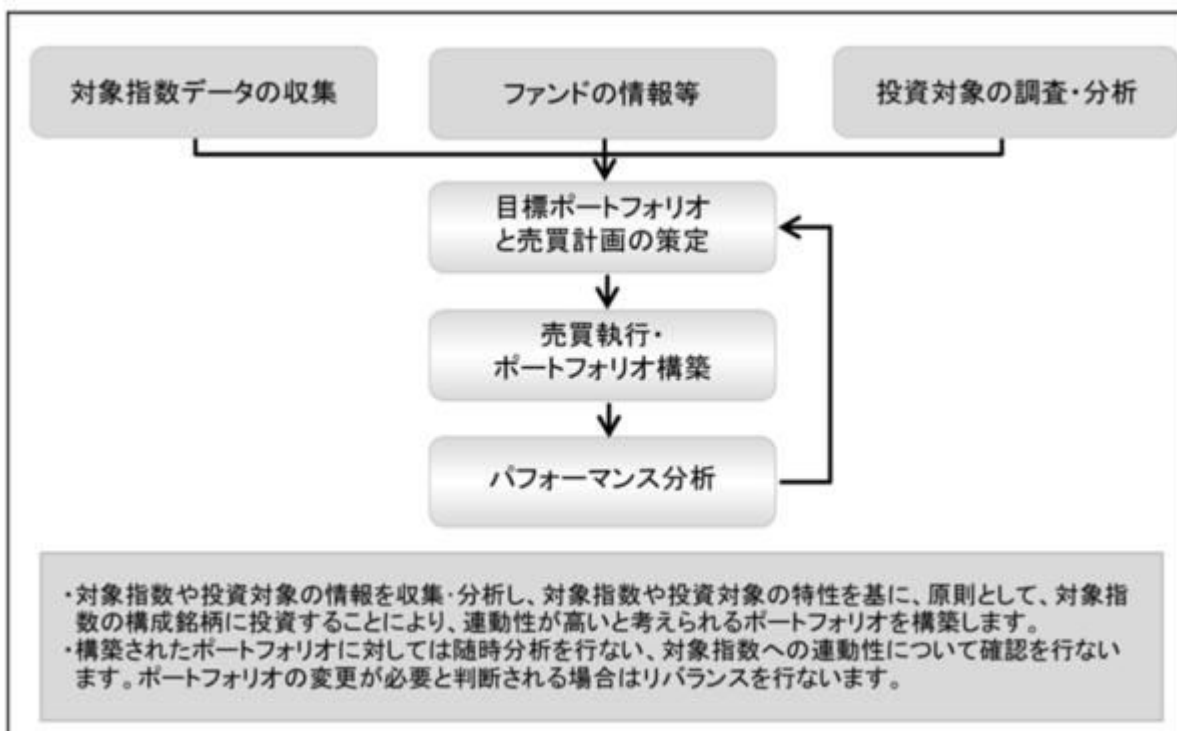 対象指数データの収集
ファンドの情報等
投資対象の調査・分析
目標ポートフォリオ
と売買計画の策定
売買執行・
ポートフォリオ構築
パフォーマンス分析
・対象指数や投資対象の情報を収集・分析し、対象指数や投資対象の特性を基に、原則として、対象指
数の構成銘柄に投資することにより、連動性が高いと考えられるポートフォリオを構築します。
・構築されたポートフォリオに対しては随時分析を行ない、対象指数への連動性について確認を行ない
ます。ポートフォリオの変更が必要と判断される場合はリバランスを行ないます。